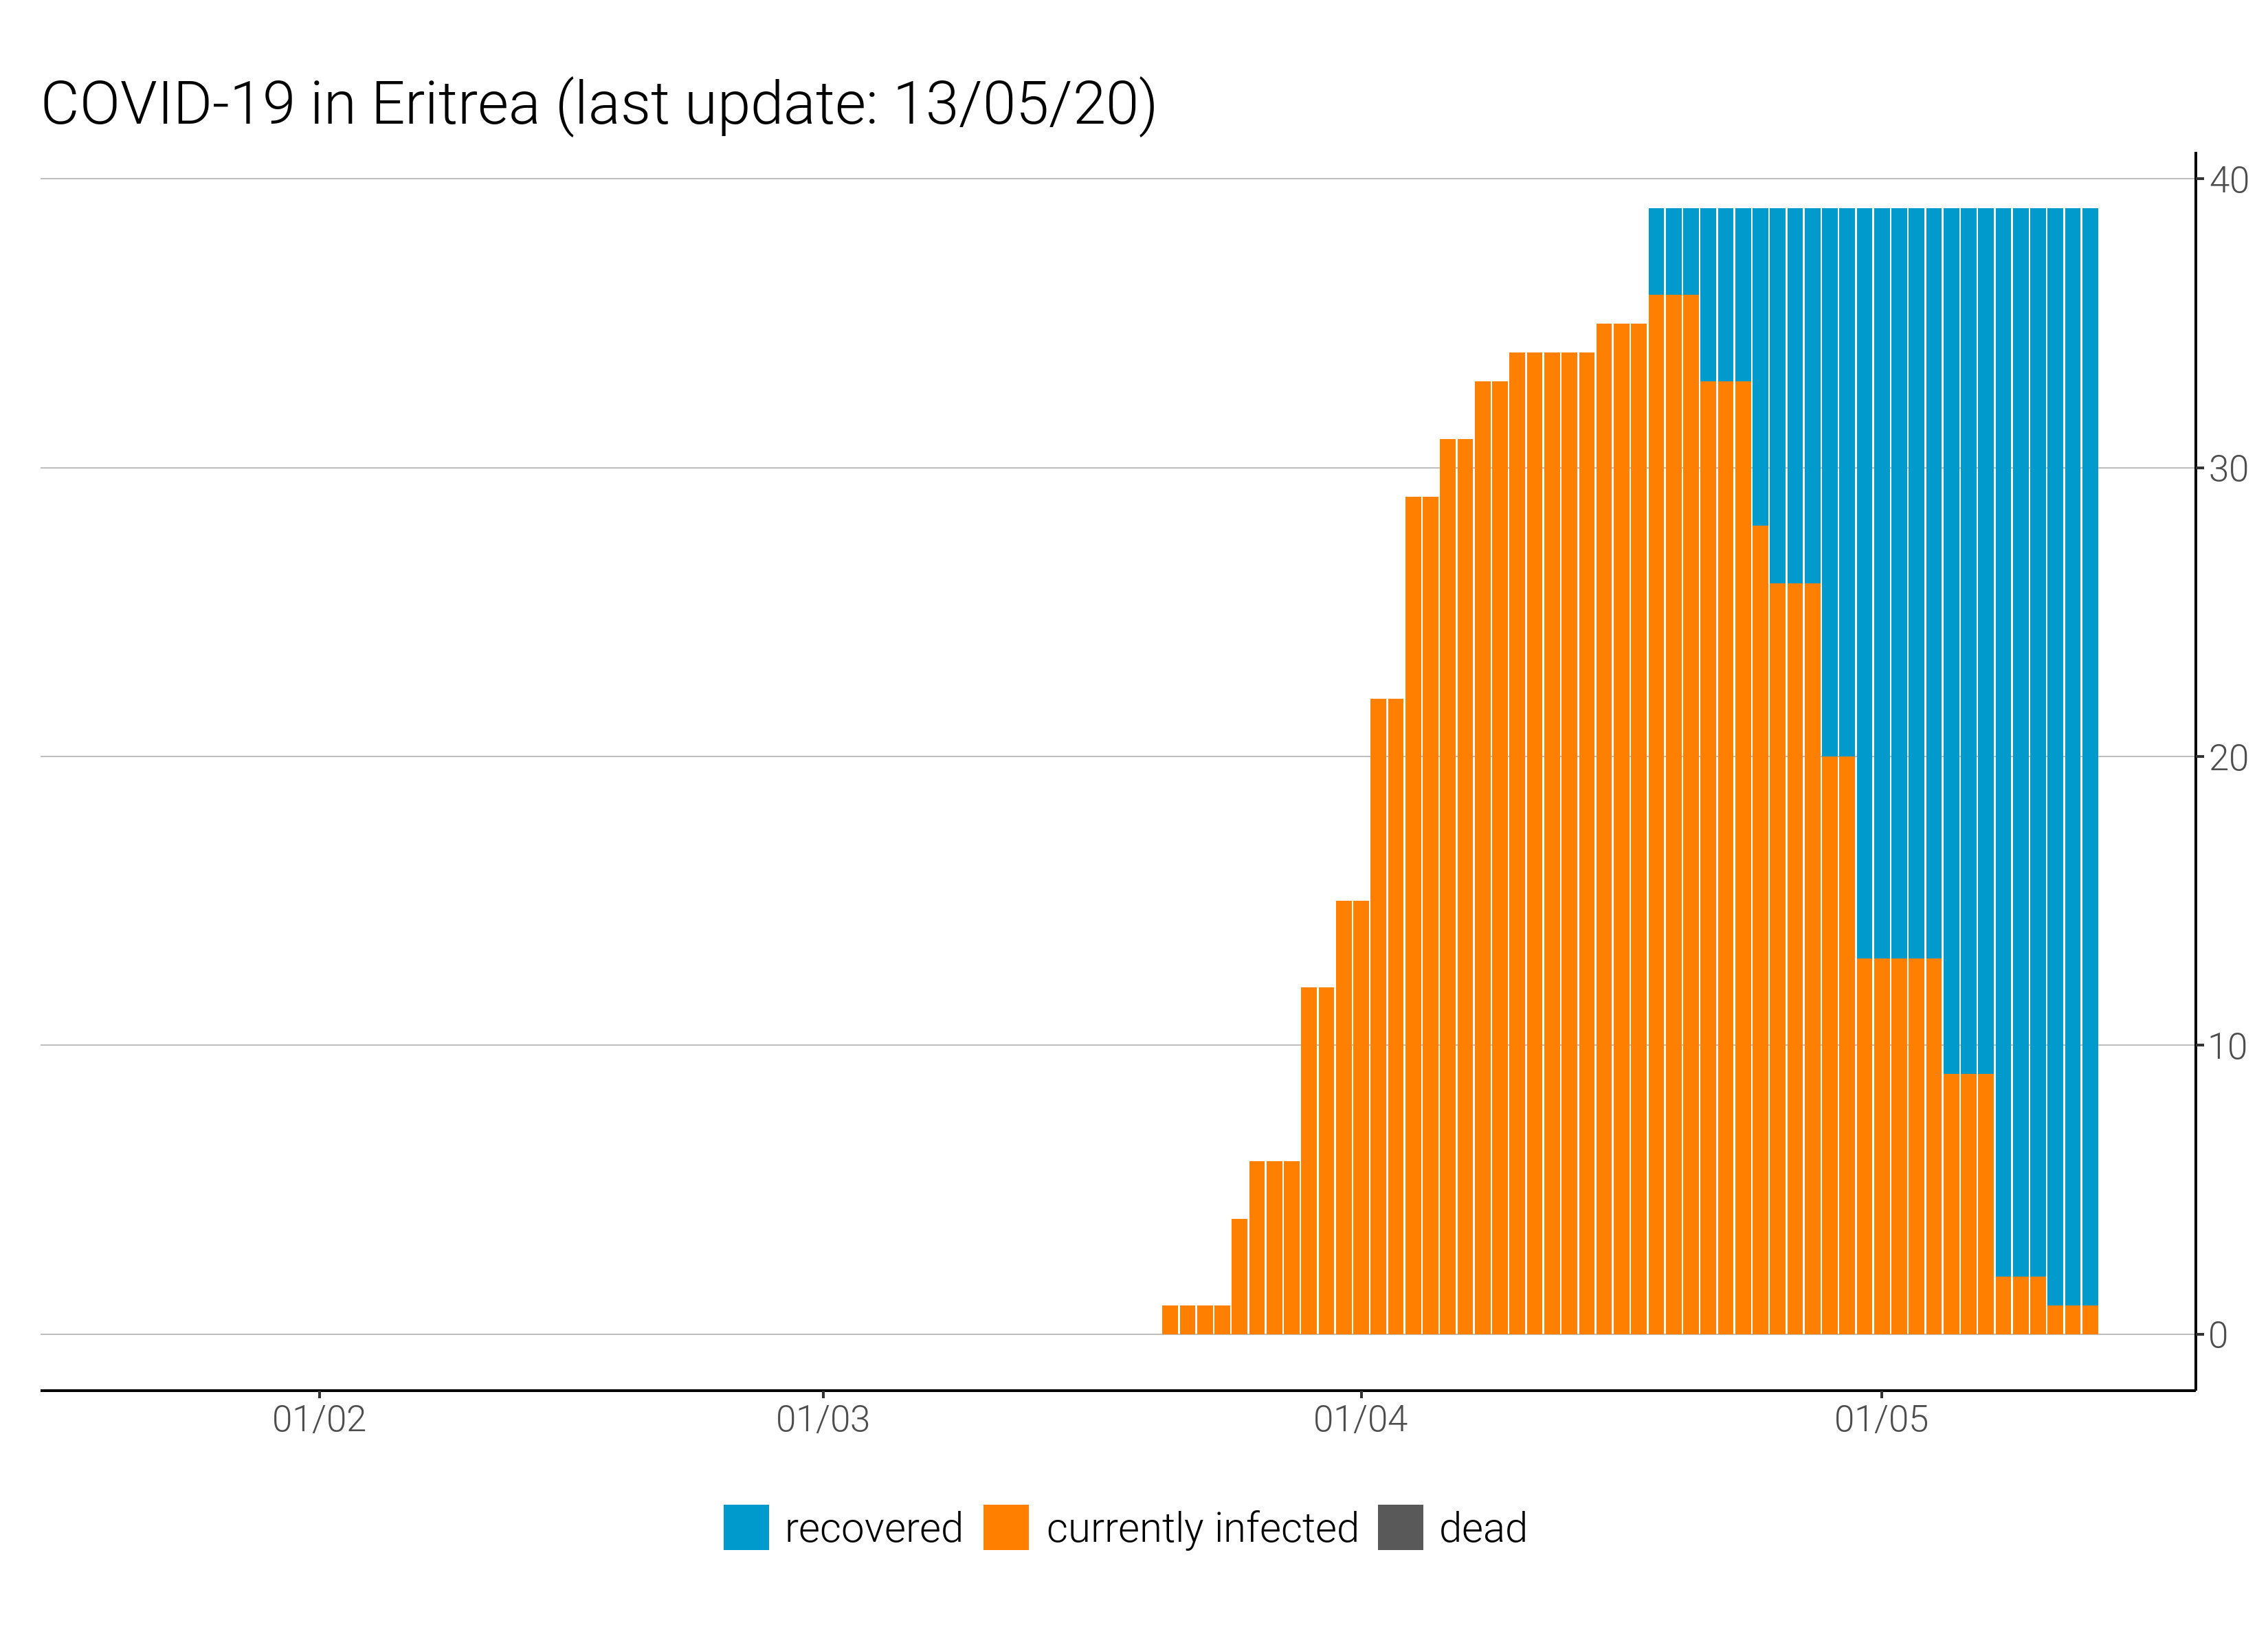 COVID-19 in Eritrea (last update: 13/05/20)
40
30
20
10
0
01/02 01/03 01/04 01/05
recovered currently infected dead